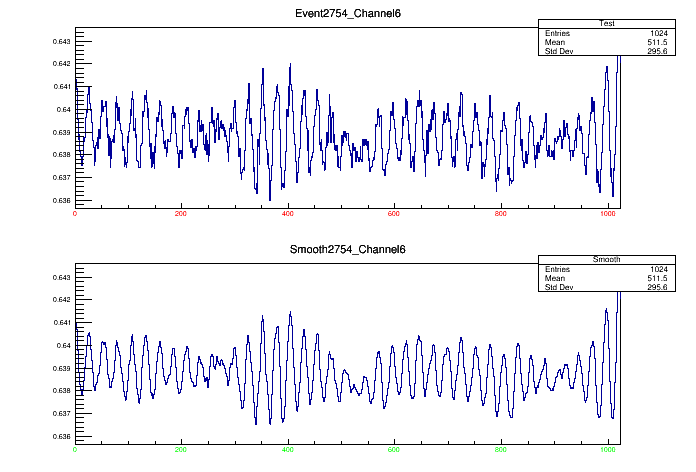 Event2754_Channel6
Test
Entries 1024
Mean 511.5
Std Dev 295.6
0.643
0.642
0.641
0.64
0.639
0.638
0.637
0.636
0 200 400 600 800 1000
Smooth2754_Channel6
Smooth
Entries 1024
Mean 511.5
Std Dev 295.6
0.643
0.642
0.641
0.64
0.639
0.638
0.637
0.636
0 200 400 600 800 1000